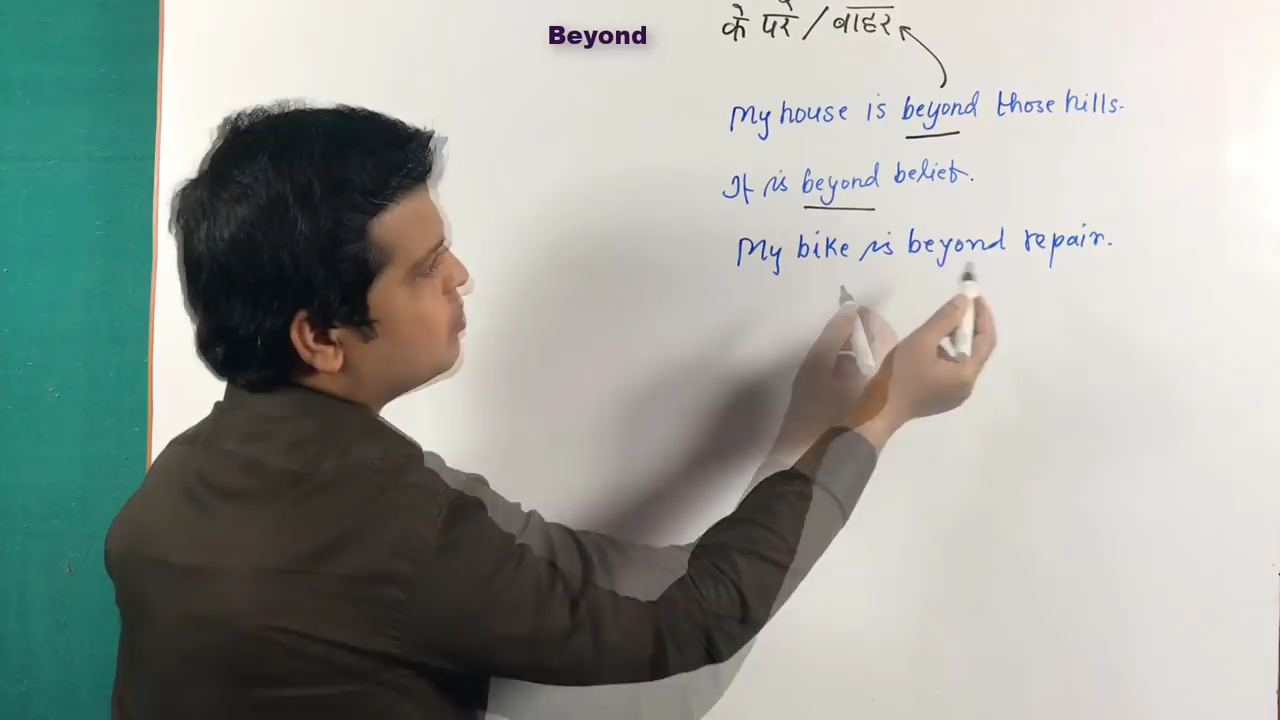 Beyond
के परे / बाहर
My house is beyond those hills.
It is beyond belief.
My bike is beyond repair.